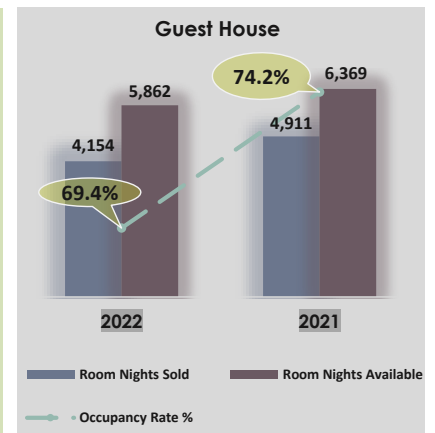 Guest House
74.2%
6,369
5,862
4,911
4,154
69.4%
2022
2021
Room Nights Sold
Room Nights Available
Occupancy Rate %